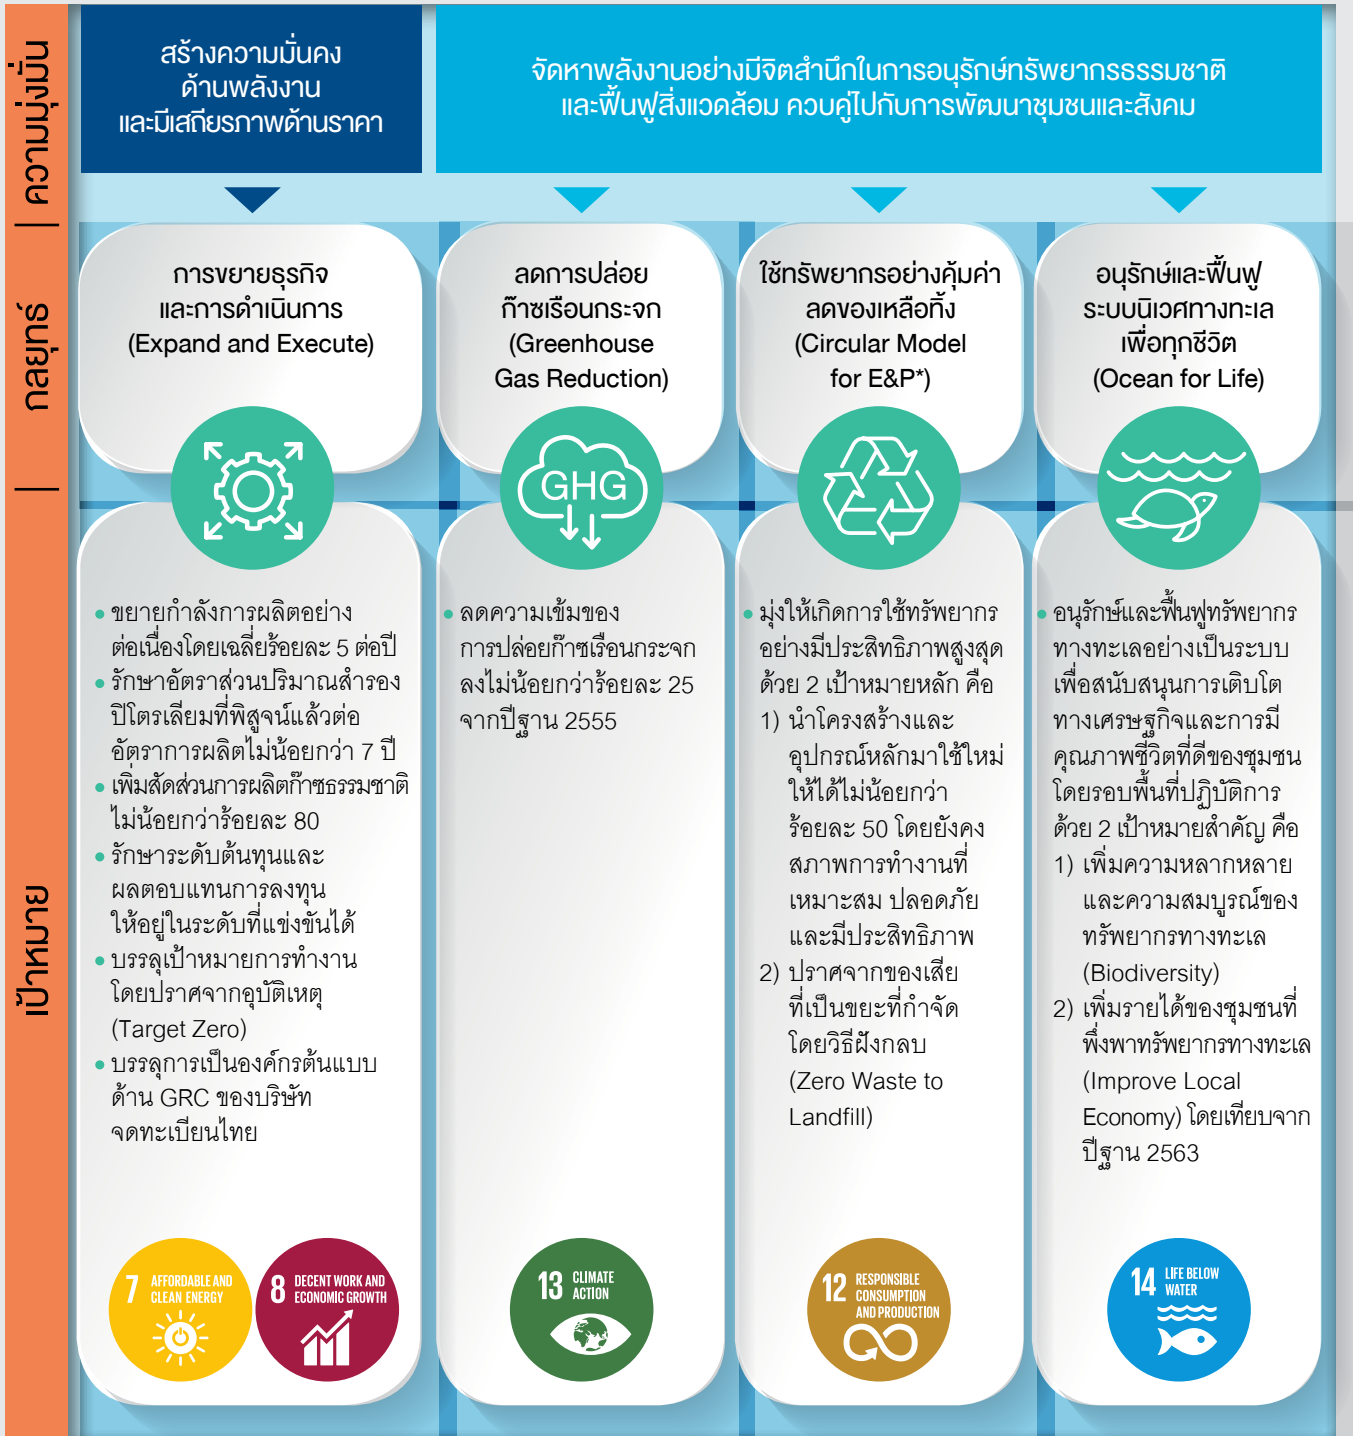 ความมุ่งมั่น
สร้างความมั่นคง
ด้านพลังงาน
และมีเสถียรภาพด้านราคา
จัดหาพลังงานอย่างมีจิตสำนึกในการอนุรักษ์ทรัพยากรธรรมชาติ
และฟื้นฟูสิ่งแวดล้อม ควบคู่ไปกับการพัฒนาชุมชนและสังคม
กลยุทธ์
การขยายธุรกิจ
และการดำเนินการ
(Expand and Execute)
ลดการปล่อย
ก๊าซเรือนกระจก
(Greenhouse
Gas Reduction)
GHG
ใช้ทรัพยากรอย่างคุ้มค่า
ลดของเหลือทิ้ง
(Circular Model
for E&P*)
อนุรักษ์และฟื้นฟู
ระบบนิเวศทางทะเล
เพื่อทุกชีวิต
(Ocean for Life)
เป้าหมาย
• ขยายกำลังการผลิตอย่าง
ต่อเนื่องโดยเฉลี่ยร้อยละ 5 ต่อปี
• รักษาอัตราส่วนปริมาณสำรอง
ปิโตรเลียมที่พิสูจน์แล้วต่อ
อัตราการผลิตไม่น้อยกว่า 7 ปี
• เพิ่มสัดส่วนการผลิตก๊าซธรรมชาติ
ไม่น้อยกว่าร้อยละ 80
• รักษาระดับต้นทุนและ
ผลตอบแทนการลงทุน
ให้อยู่ในระดับที่แข่งขันได้
• บรรลุเป้าหมายการทำงาน
โดยปราศจากอุบัติเหตุ
(Target Zero)
• บรรลุการเป็นองค์กรต้นแบบ
ด้าน GRC ของบริษัท
จดทะเบียนไทย
7 AFFORDABLE AND
CLEAN ENERGY
8 DECENT WORK AND
ECONOMIC GROWTH
• ลดความเข้มของ
การปล่อยก๊าซเรือนกระจก
ลงไม่น้อยกว่าร้อยละ 25
จากปีฐาน 2555
13 CLIMATE
ACTION
• มุ่งให้เกิดการใช้ทรัพยากร
อย่างมีประสิทธิภาพสูงสุด
ด้วย 2 เป้าหมายหลัก คือ
1) นำโครงสร้างและ
อุปกรณ์หลักมาใช้ใหม่
ให้ได้ไม่น้อยกว่า
ร้อยละ 50 โดยยังคง
สภาพการทำงานที่
เหมาะสม ปลอดภัย
และมีประสิทธิภาพ
2) ปราศจากของเสีย
ที่เป็นขยะที่กำจัด
โดยวิธีฝังกลบ
(Zero Waste to
Landfill)
12 RESPONSIBLE
CONSUMPTION
AND PRODUCTION
• อนุรักษ์และฟื้นฟูทรัพยากร
ทางทะเลอย่างเป็นระบบ
เพื่อสนับสนุนการเติบโต
ทางเศรษฐกิจและการมี
คุณภาพชีวิตที่ดีของชุมชน
โดยรอบพื้นที่ปฏิบัติการ
ด้วย 2 เป้าหมายสำคัญ คือ
1) เพิ่มความหลากหลาย
และความสมบูรณ์ของ
ทรัพยากรทางทะเล
(Biodiversity)
2) เพิ่มรายได้ของชุมชนที่
พึ่งพาทรัพยากรทางทะเล
(Improve Local
Economy) โดยเทียบจาก
ปีฐาน 2563
14 LIFE BELOW
WATER